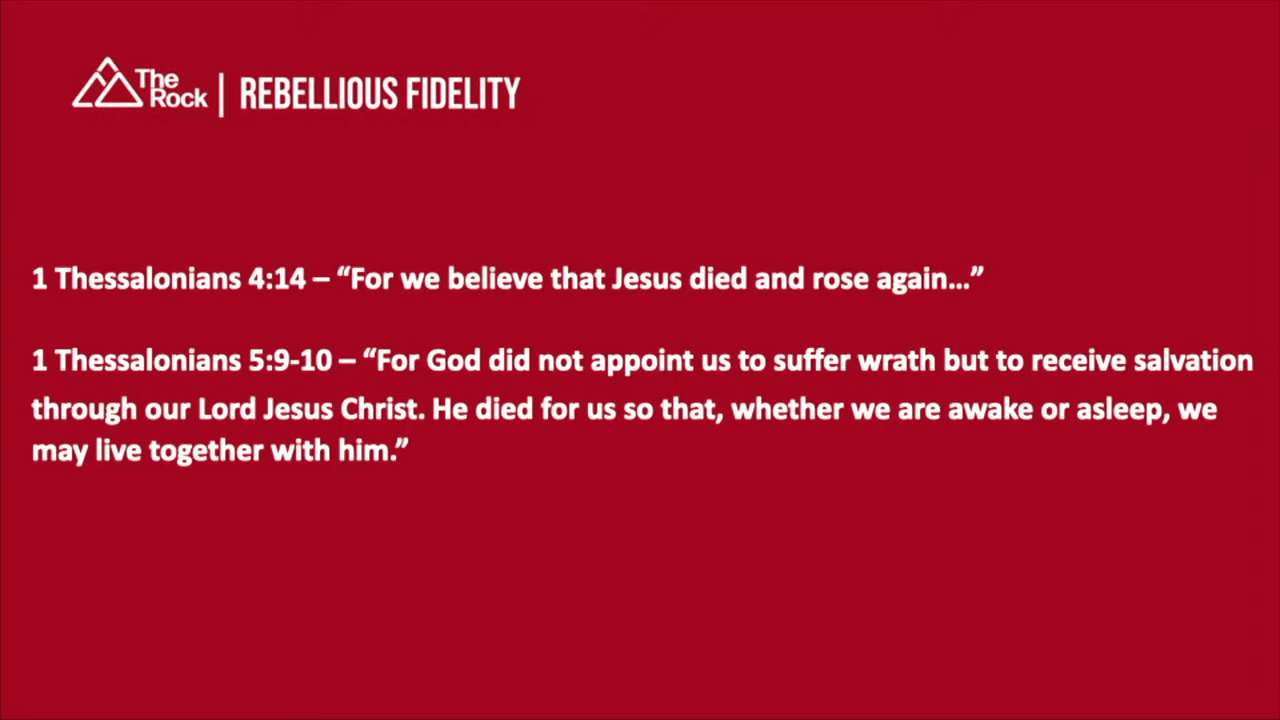 The
Rock | REBELLIOUS FIDELITY
1 Thessalonians 4:14 – “For we believe that Jesus died and rose again...”
1 Thessalonians 5:9-10 – “For God did not appoint us to suffer wrath but to receive salvation
through our Lord Jesus Christ. He died for us so that, whether we are awake or asleep, we
may live together with him.”